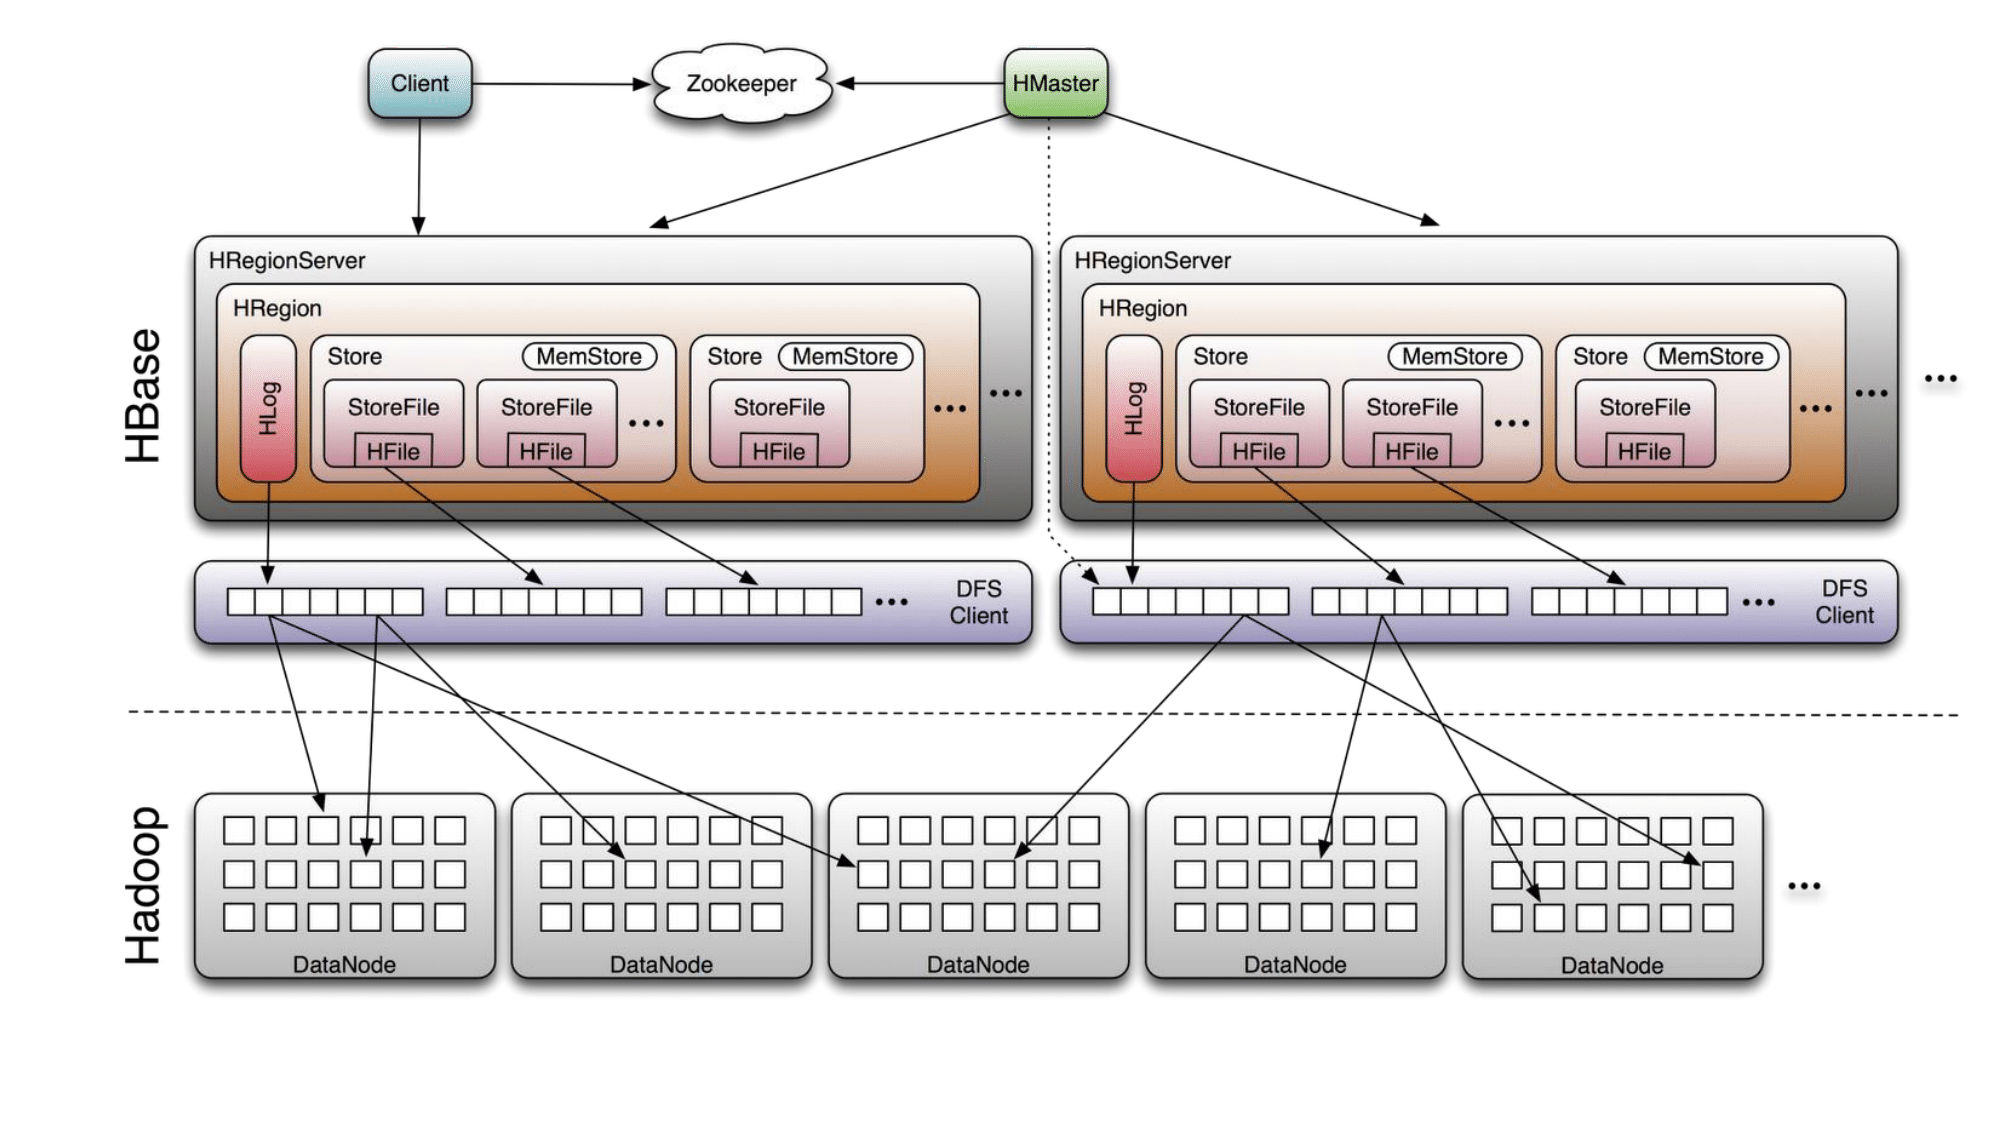 Client
Zookeeper
HMaster
HBase
HRegionServer
HRegion
HLog
Store
MemStore
StoreFile
HFile
StoreFile
HFile
...
Store
MemStore
StoreFile
HFile
...
...
HRegionServer
HRegion
HLog
Store
MemStore
StoreFile
HFile
StoreFile
HFile
...
Store
MemStore
StoreFile
HFile
...
...
...
...
DFS
Client
...
DFS
Client
Hadoop
DataNode
DataNode
DataNode
DataNode
DataNode
...